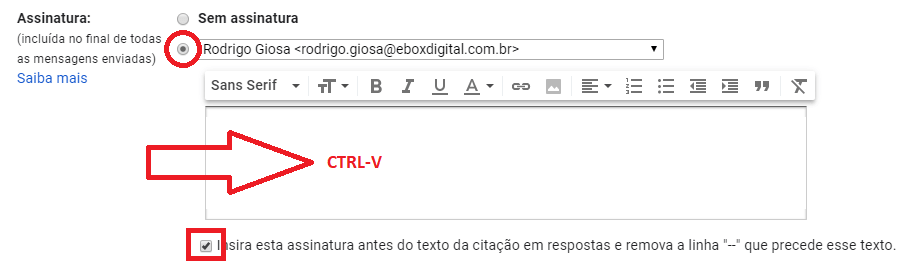 Assinatura:
(incluída no final de todas
as mensagens enviadas)
Saiba mais
Sem assinatura
Rodrigo Giosa <rodrigo.giosa@eboxdigital.com.br>
Sans Serif
CTRL-V
Insira esta assinatura antes do texto da citação em respostas e remova a linha "--" que precede esse texto.